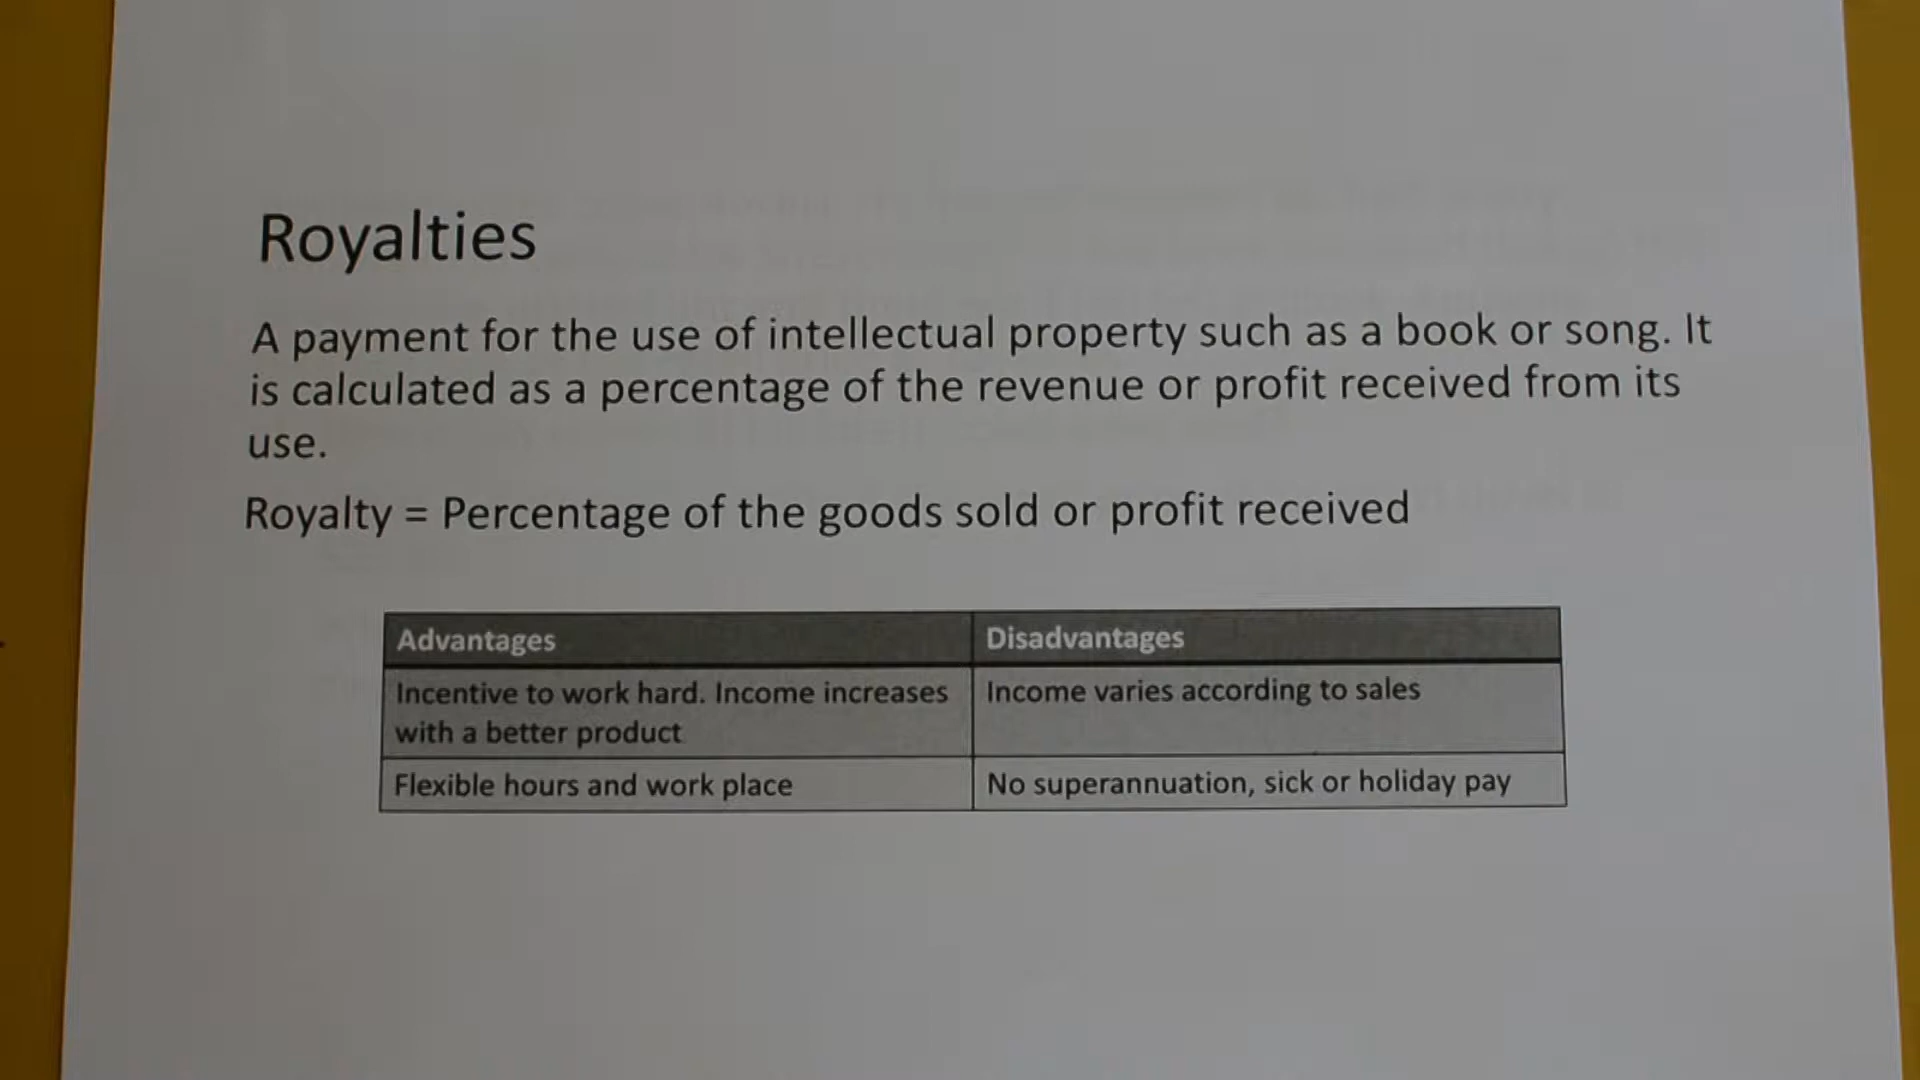 Royalties
A payment for the use of intellectual property such as a book or song. It
is calculated as a percentage of the revenue or profit received from its
use.
Royalty = Percentage of the goods sold or profit received
Advantages Disadvantages
Incentive to work hard. Income increases Income varies according to sales
with a better product
Flexible hours and work place No superannuation, sick or holiday pay